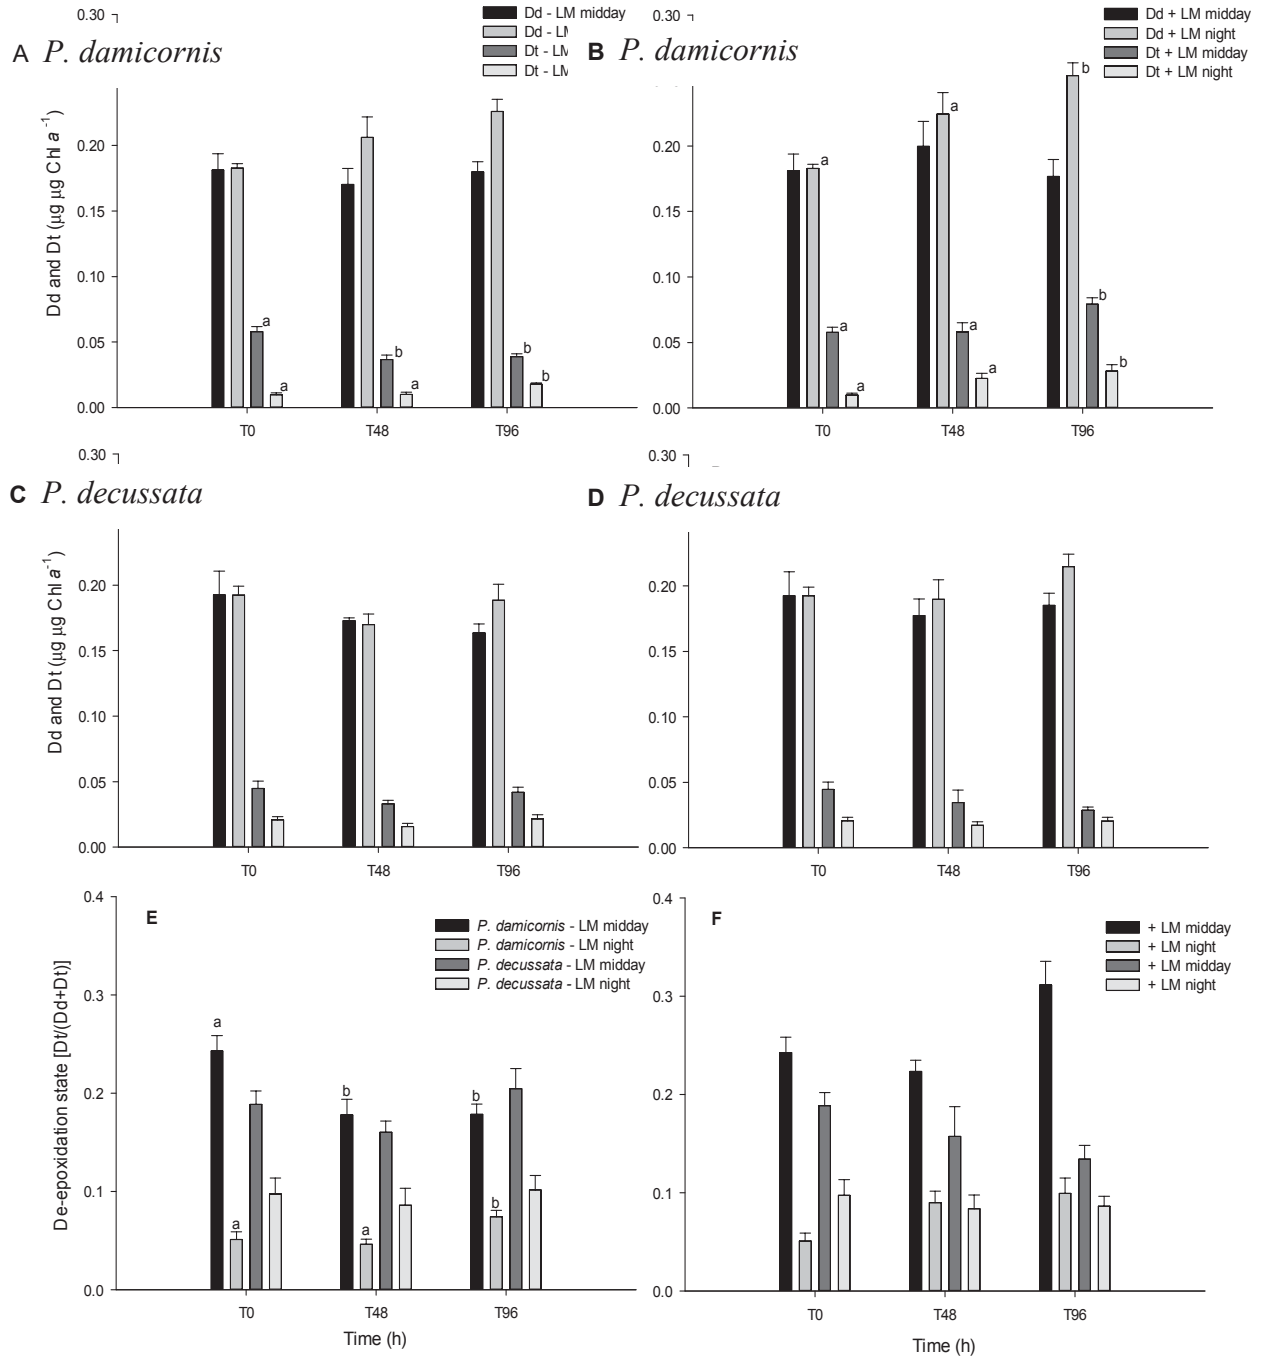 0.30
Dd - LM midday
Dd - LM
Dt - LM
Dt - LM
A P. damicornis
Dd and Dt (µg µg Chl a⁻¹)
0.20
0.15
0.10
0.05
0.00
a
a
b
a
b
b
T0
T48
T96
0.30
Dd + LM midday
Dd + LM night
Dt + LM midday
Dt + LM night
B P. damicornis
0.20
0.15
0.10
0.05
0.00
a
a
a
a
a
a
b
b
b
T0
T48
T96
0.30
C P. decussata
Dd and Dt (µg µg Chl a⁻¹)
0.20
0.15
0.10
0.05
0.00
T0
T48
T96
0.30
D P. decussata
0.20
0.15
0.10
0.05
0.00
T0
T48
T96
E
P. damicornis - LM midday
P. damicornis - LM night
P. decussata - LM midday
P. decussata - LM night
De-epoxidation state [Dt/(Dd+Dt)]
0.4
0.3
0.2
0.1
0.0
a
a
b
a
b
b
T0
T48
T96
Time (h)
F
+ LM midday
+ LM night
+ LM midday
+ LM night
0.4
0.3
0.2
0.1
0.0
T0
T48
T96
Time (h)